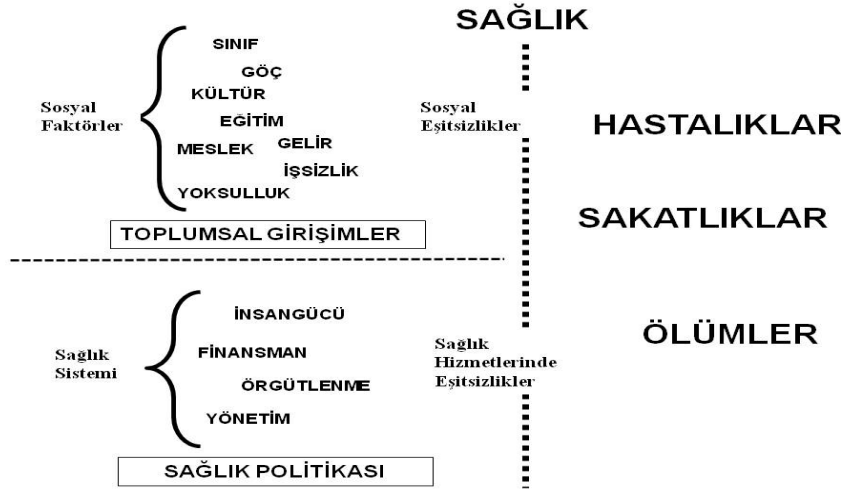 SAĞLIK
SINIF
GÖÇ
KÜLTÜR
Sosyal
Faktörler
EĞİTİM
MESLEK
GELİR
İŞSİZLİK
YOKSULLUK
TOPLUMSAL GİRİŞİMLER
Sosyal
Eşitsizlikler
HASTALIKLAR
SAKATLIKLAR
ÖLÜMLER
İNSANGÜCÜ
FİNANSMAN
Sağlık
Sistemi
ÖRGÜTLENME
YÖNETİM
SAĞLIK POLİTİKASI
Sağlık
Hizmetlerinde
Eşitsizlikler